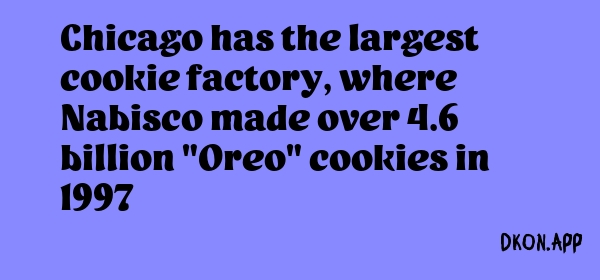 Chicago has the largest
cookie factory, where
Nabisco made over 4.6
billion "Oreo" cookies in
1997
DKON.APP